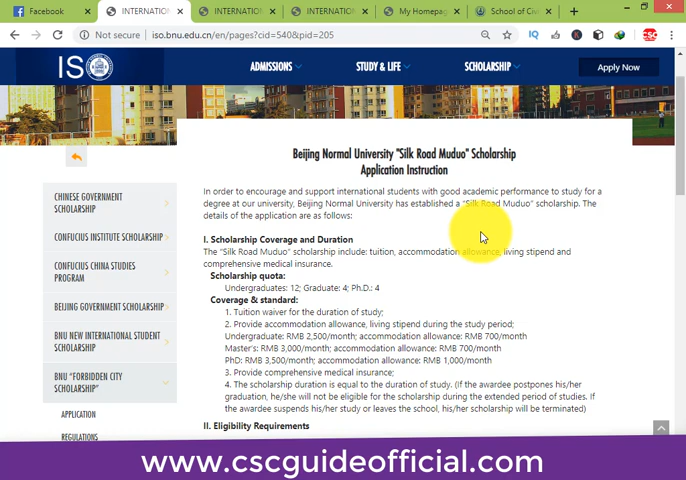 Facebook
INTERNATIO
INTERNATIO
INTERNATIO
My Homepag
School of Civi
Not secure
iso.bnu.edu.cn/en/pages?cid=540&pid=205
IQ
CSC
ISO
ADMISSIONS
STUDY & LIFE
SCHOLARSHIP
Apply Now
Beijing Normal University "Silk Road Muduo" Scholarship
Application Instruction
In order to encourage and support international students with good academic performance to study for a
degree at our university, Beijing Normal University has established a “Silk Road Muduo” scholarship. The
details of the application are as follows:
I. Scholarship Coverage and Duration
The “Silk Road Muduo” scholarship include: tuition, accommodation allowance, living stipend and
comprehensive medical insurance.
Scholarship quota:
Undergraduates: 12; Graduate: 4; Ph.D.: 4
Coverage & standard:
1. Tuition waiver for the duration of study;
2. Provide accommodation allowance, living stipend during the study period;
Undergraduate: RMB 2,500/month; accommodation allowance: RMB 700/month
Master's: RMB 3,000/month; accommodation allowance: RMB 700/month
PhD: RMB 3,500/month; accommodation allowance: RMB 1,000/month
3. Provide comprehensive medical insurance;
4. The scholarship duration is equal to the duration of study. (If the awardee postpones his/her
graduation, he/she will not be eligible for the scholarship during the extended period of studies. If
the awardee suspends his/her study or leaves the school, his/her scholarship will be terminated)
II. Eligibility Requirements
CHINESE GOVERNMENT
SCHOLARSHIP
CONFUCIUS INSTITUTE SCHOLARSHIP
CONFUCIUS CHINA STUDIES
PROGRAM
BEIJING GOVERNMENT SCHOLARSHIP
BNU NEW INTERNATIONAL STUDENT
SCHOLARSHIP
BNU "FORBIDDEN CITY
SCHOLARSHIP"
APPLICATION
REGULATIONS
www.cscguideofficial.com